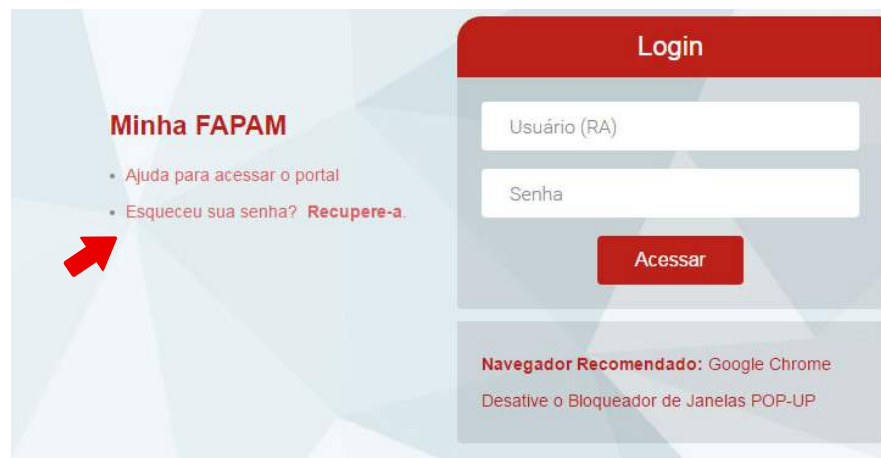 Minha FAPAM
Ajuda para acessar o portal
Esqueceu sua senha? Recupere-a.
Login
Usuário (RA)
Senha
Acessar
Navegador Recomendado: Google Chrome
Desative o Bloqueador de Janelas POP-UP